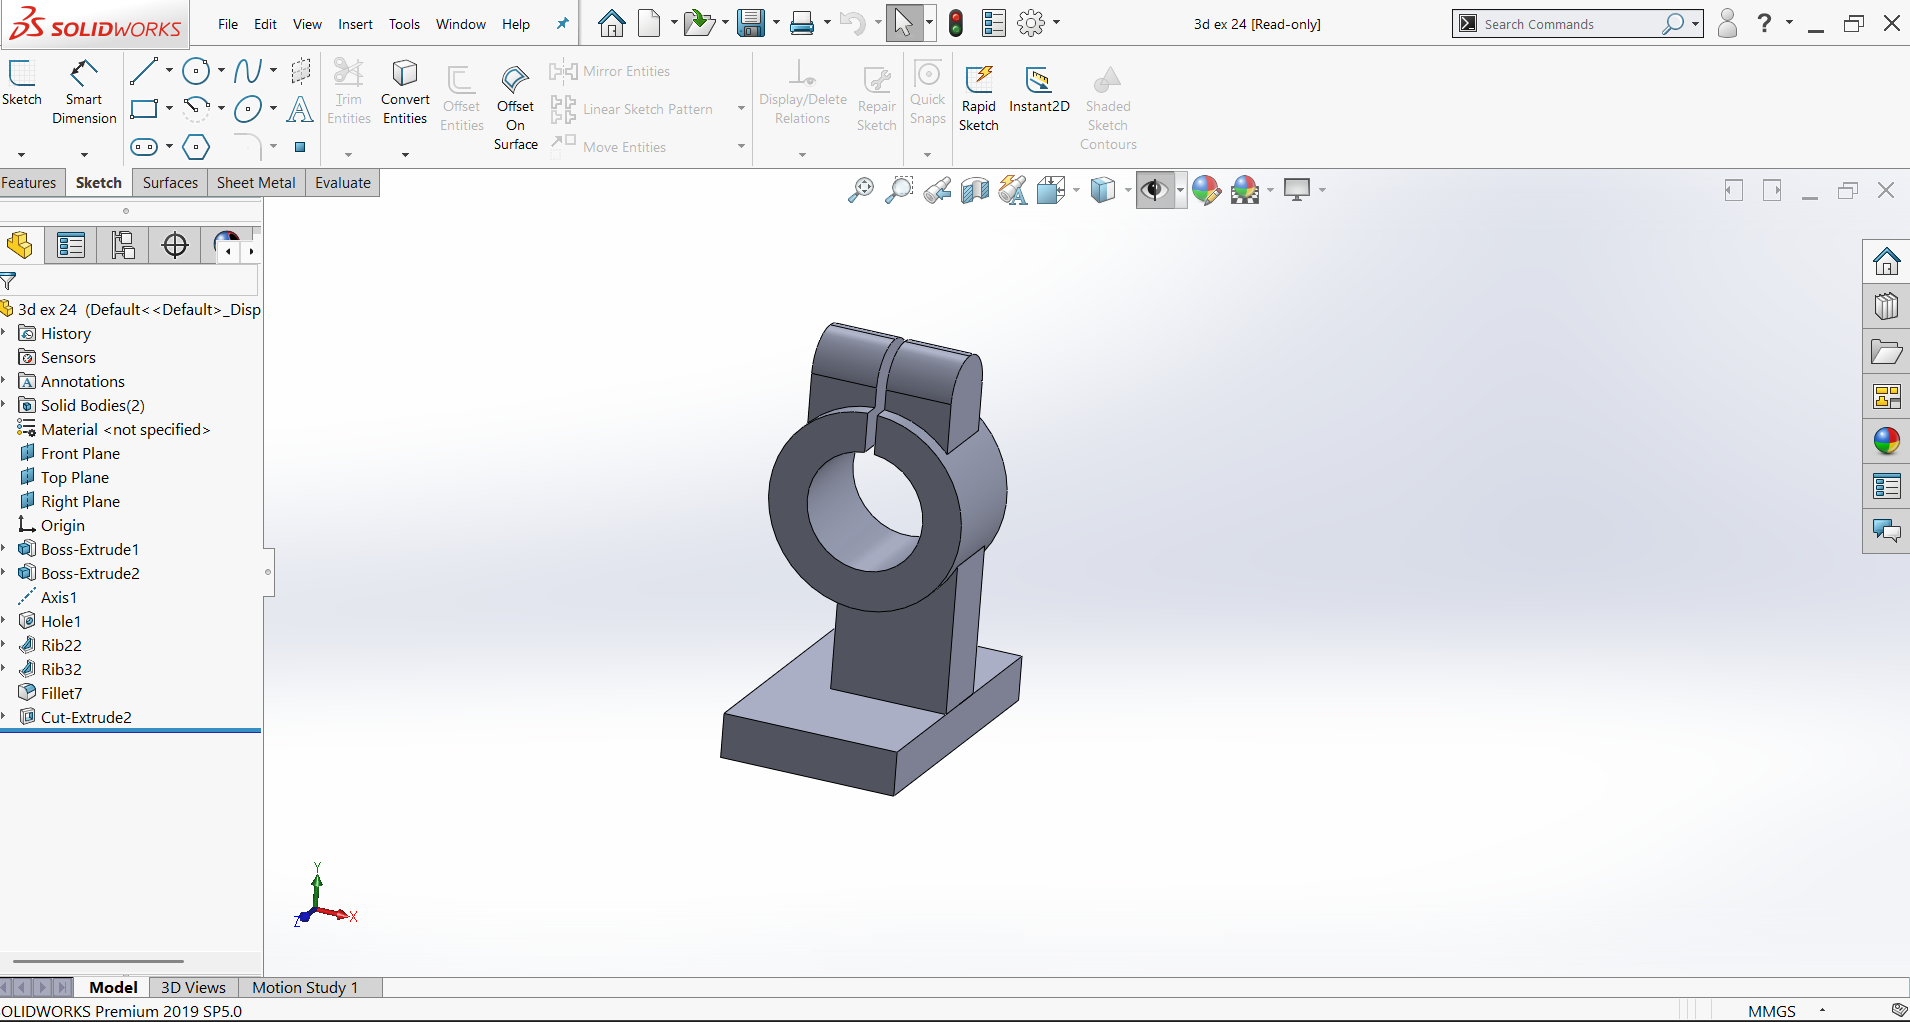 SOLIDWORKS
File Edit View Insert Tools Window Help
3d ex 24 [Read-only]
Search Commands
?
Sketch
Smart Dimension
Trim Entities
Convert Entities
Offset Entities
Offset On Surface
Mirror Entities
Linear Sketch Pattern
Move Entities
Display/Delete Relations
Repair Sketch
Quick Snaps
Rapid Sketch
Instant2D
Shaded Sketch Contours
Features Sketch Surfaces Sheet Metal Evaluate
3d ex 24 (Default<<Default>_Disp
History
Sensors
Annotations
Solid Bodies(2)
Material <not specified>
Front Plane
Top Plane
Right Plane
Origin
Boss-Extrude1
Boss-Extrude2
Axis1
Hole1
Rib22
Rib32
Fillet7
Cut-Extrude2
Y
X
Z
Model 3D Views Motion Study 1
OLIDWORKS Premium 2019 SP5.0
MMGS